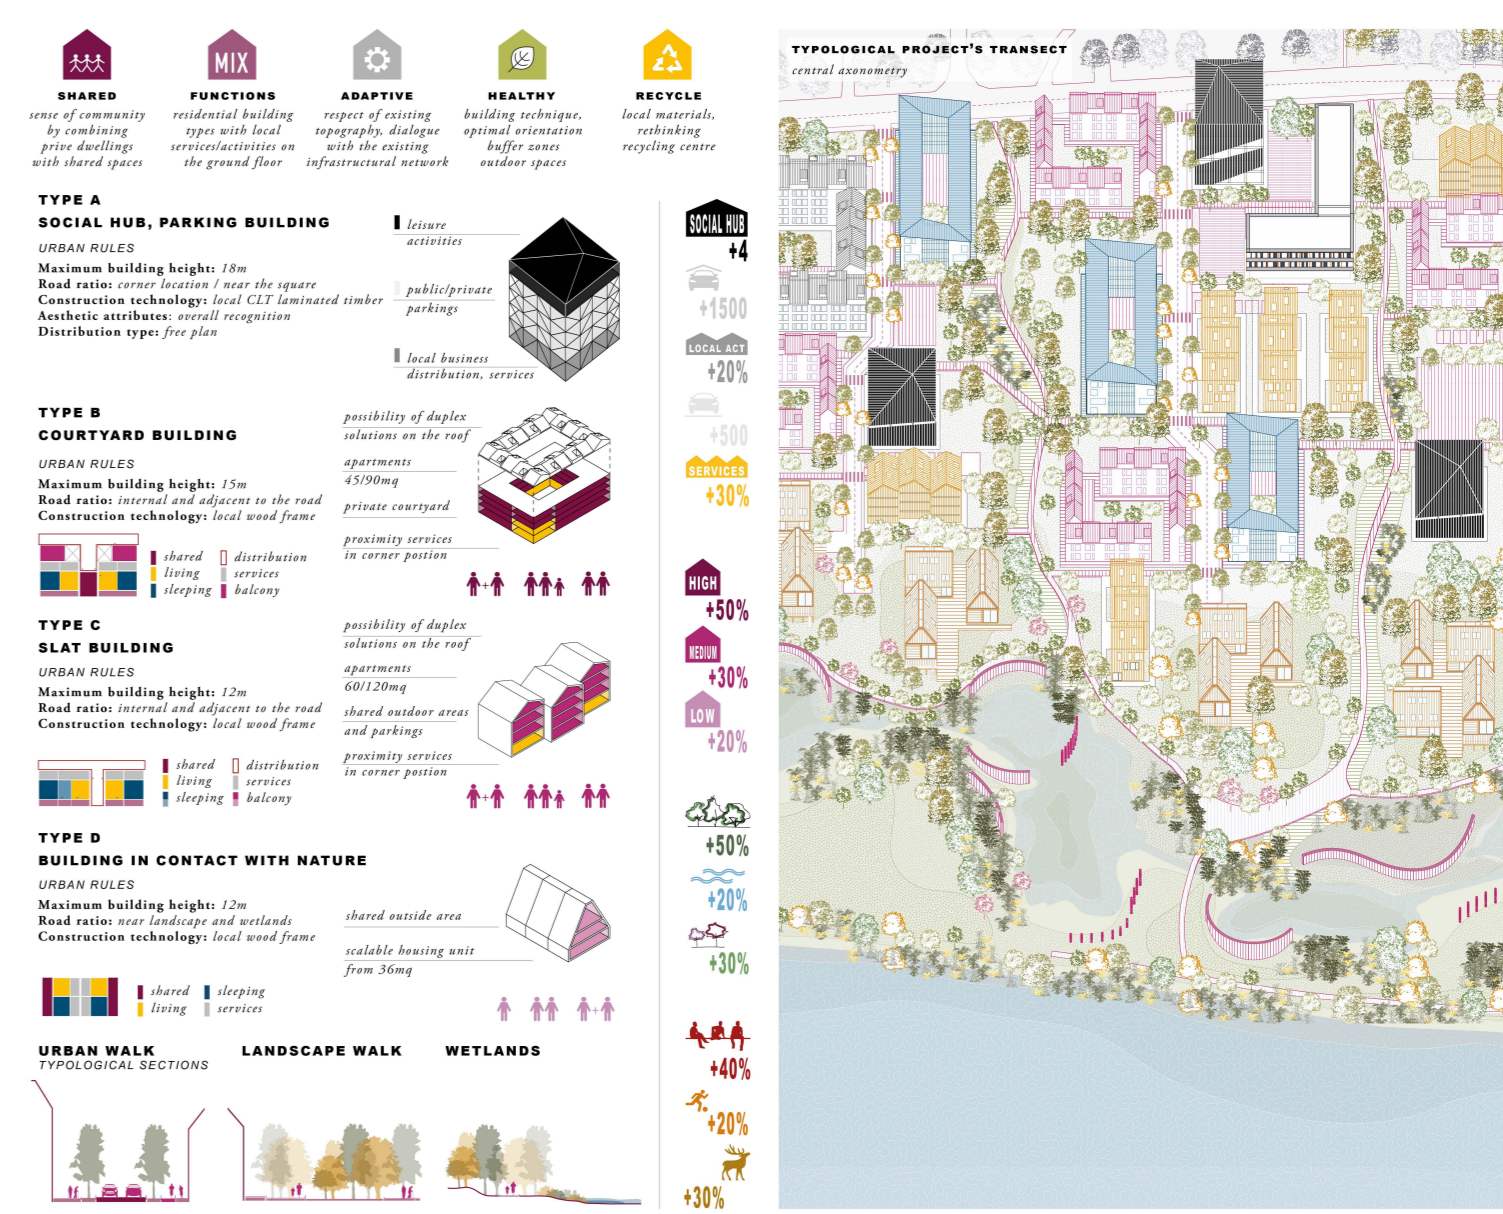 MIX
SHARED
sense of community
by combining
prive dwellings
with shared spaces
FUNCTIONS
residential building
types with local
services/activities on
the ground floor
ADAPTIVE
respect of existing
topography, dialogue
with the existing
infrastructural network
HEALTHY
building technique,
optimal orientation
buffer zones
outdoor spaces
RECYCLE
local materials,
rethinking
recycling centre
TYPE A
SOCIAL HUB, PARKING BUILDING
URBAN RULES
Maximum building height: 18m
Road ratio: corner location / near the square
Construction technology: local CLT laminated timber
Aesthetic attributes: overall recognition
Distribution type: free plan
leisure
activities
public/private
parkings
local business
distribution, services
TYPE B
COURTYARD BUILDING
URBAN RULES
Maximum building height: 15m
Road ratio: internal and adjacent to the road
Construction technology: local wood frame
shared
living
sleeping
distribution
services
balcony
possibility of duplex
solutions on the roof
apartments
45/90mq
private courtyard
proximity services
in corner postion
+
TYPE C
SLAT BUILDING
URBAN RULES
Maximum building height: 12m
Road ratio: internal and adjacent to the road
Construction technology: local wood frame
shared
living
sleeping
distribution
services
balcony
possibility of duplex
solutions on the roof
apartments
60/120mq
shared outdoor areas
and parkings
proximity services
in corner postion
+
TYPE D
BUILDING IN CONTACT WITH NATURE
URBAN RULES
Maximum building height: 12m
Road ratio: near landscape and wetlands
Construction technology: local wood frame
shared
living
sleeping
services
shared outside area
scalable housing unit
from 36mq
+
URBAN WALK
TYPOLOGICAL SECTIONS
LANDSCAPE WALK
WETLANDS
SOCIAL HUB
+4
+1500
LOCAL ACT
+20%
+500
SERVICES
+30%
HIGH
+50%
MEDIUM
+30%
LOW
+20%
+50%
+20%
+30%
+40%
+20%
+30%
TYPOLOGICAL PROJECT'S TRANSECT
central axonometry